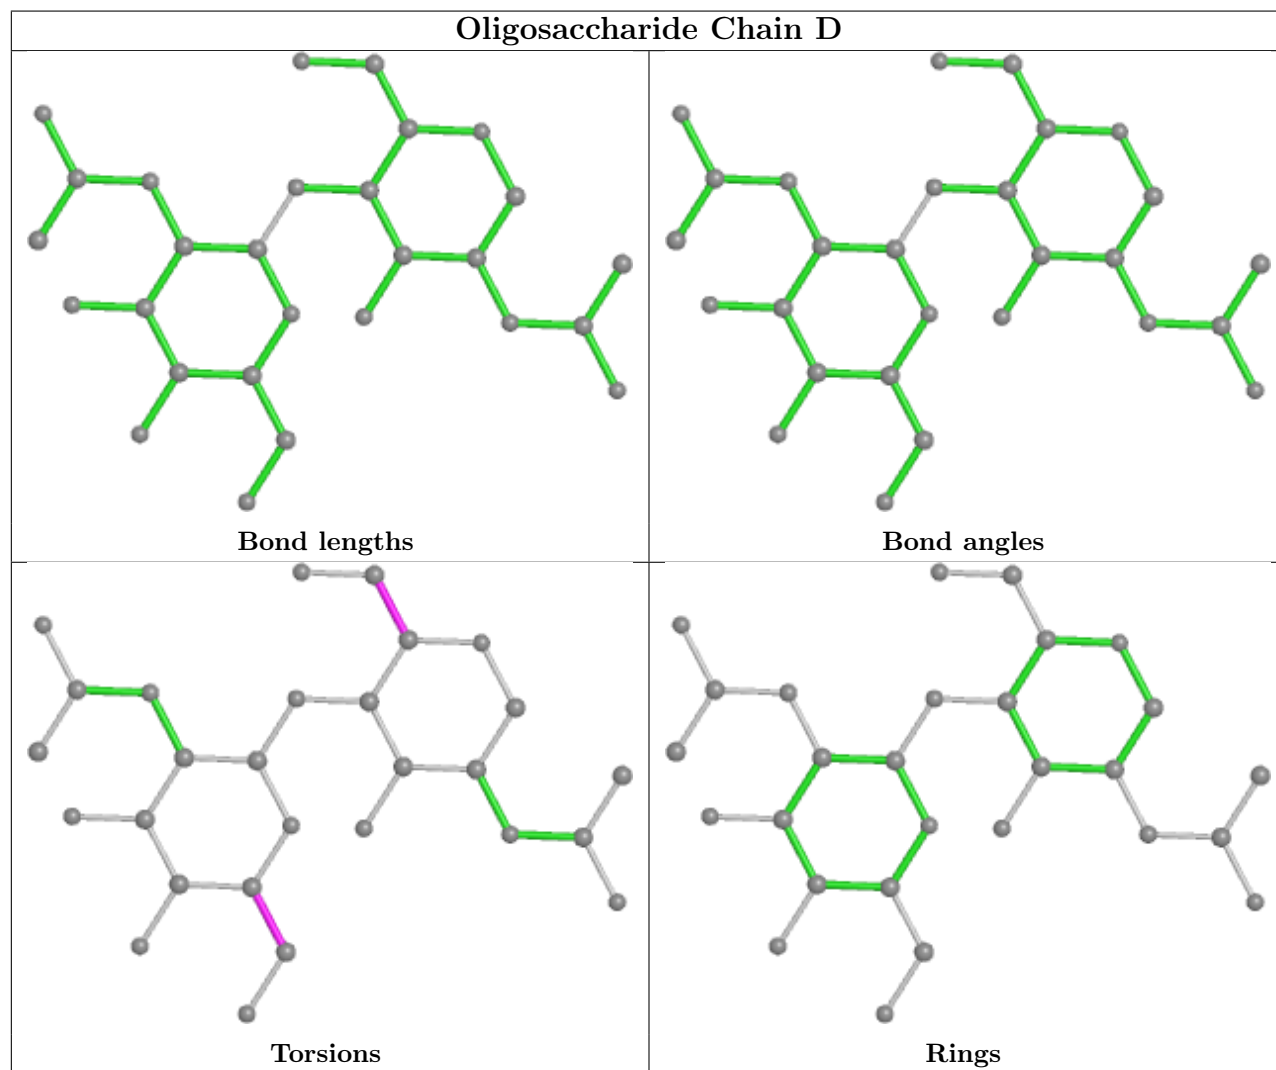 Oligosaccharide Chain D
Bond lengths
Bond angles
Torsions
Rings